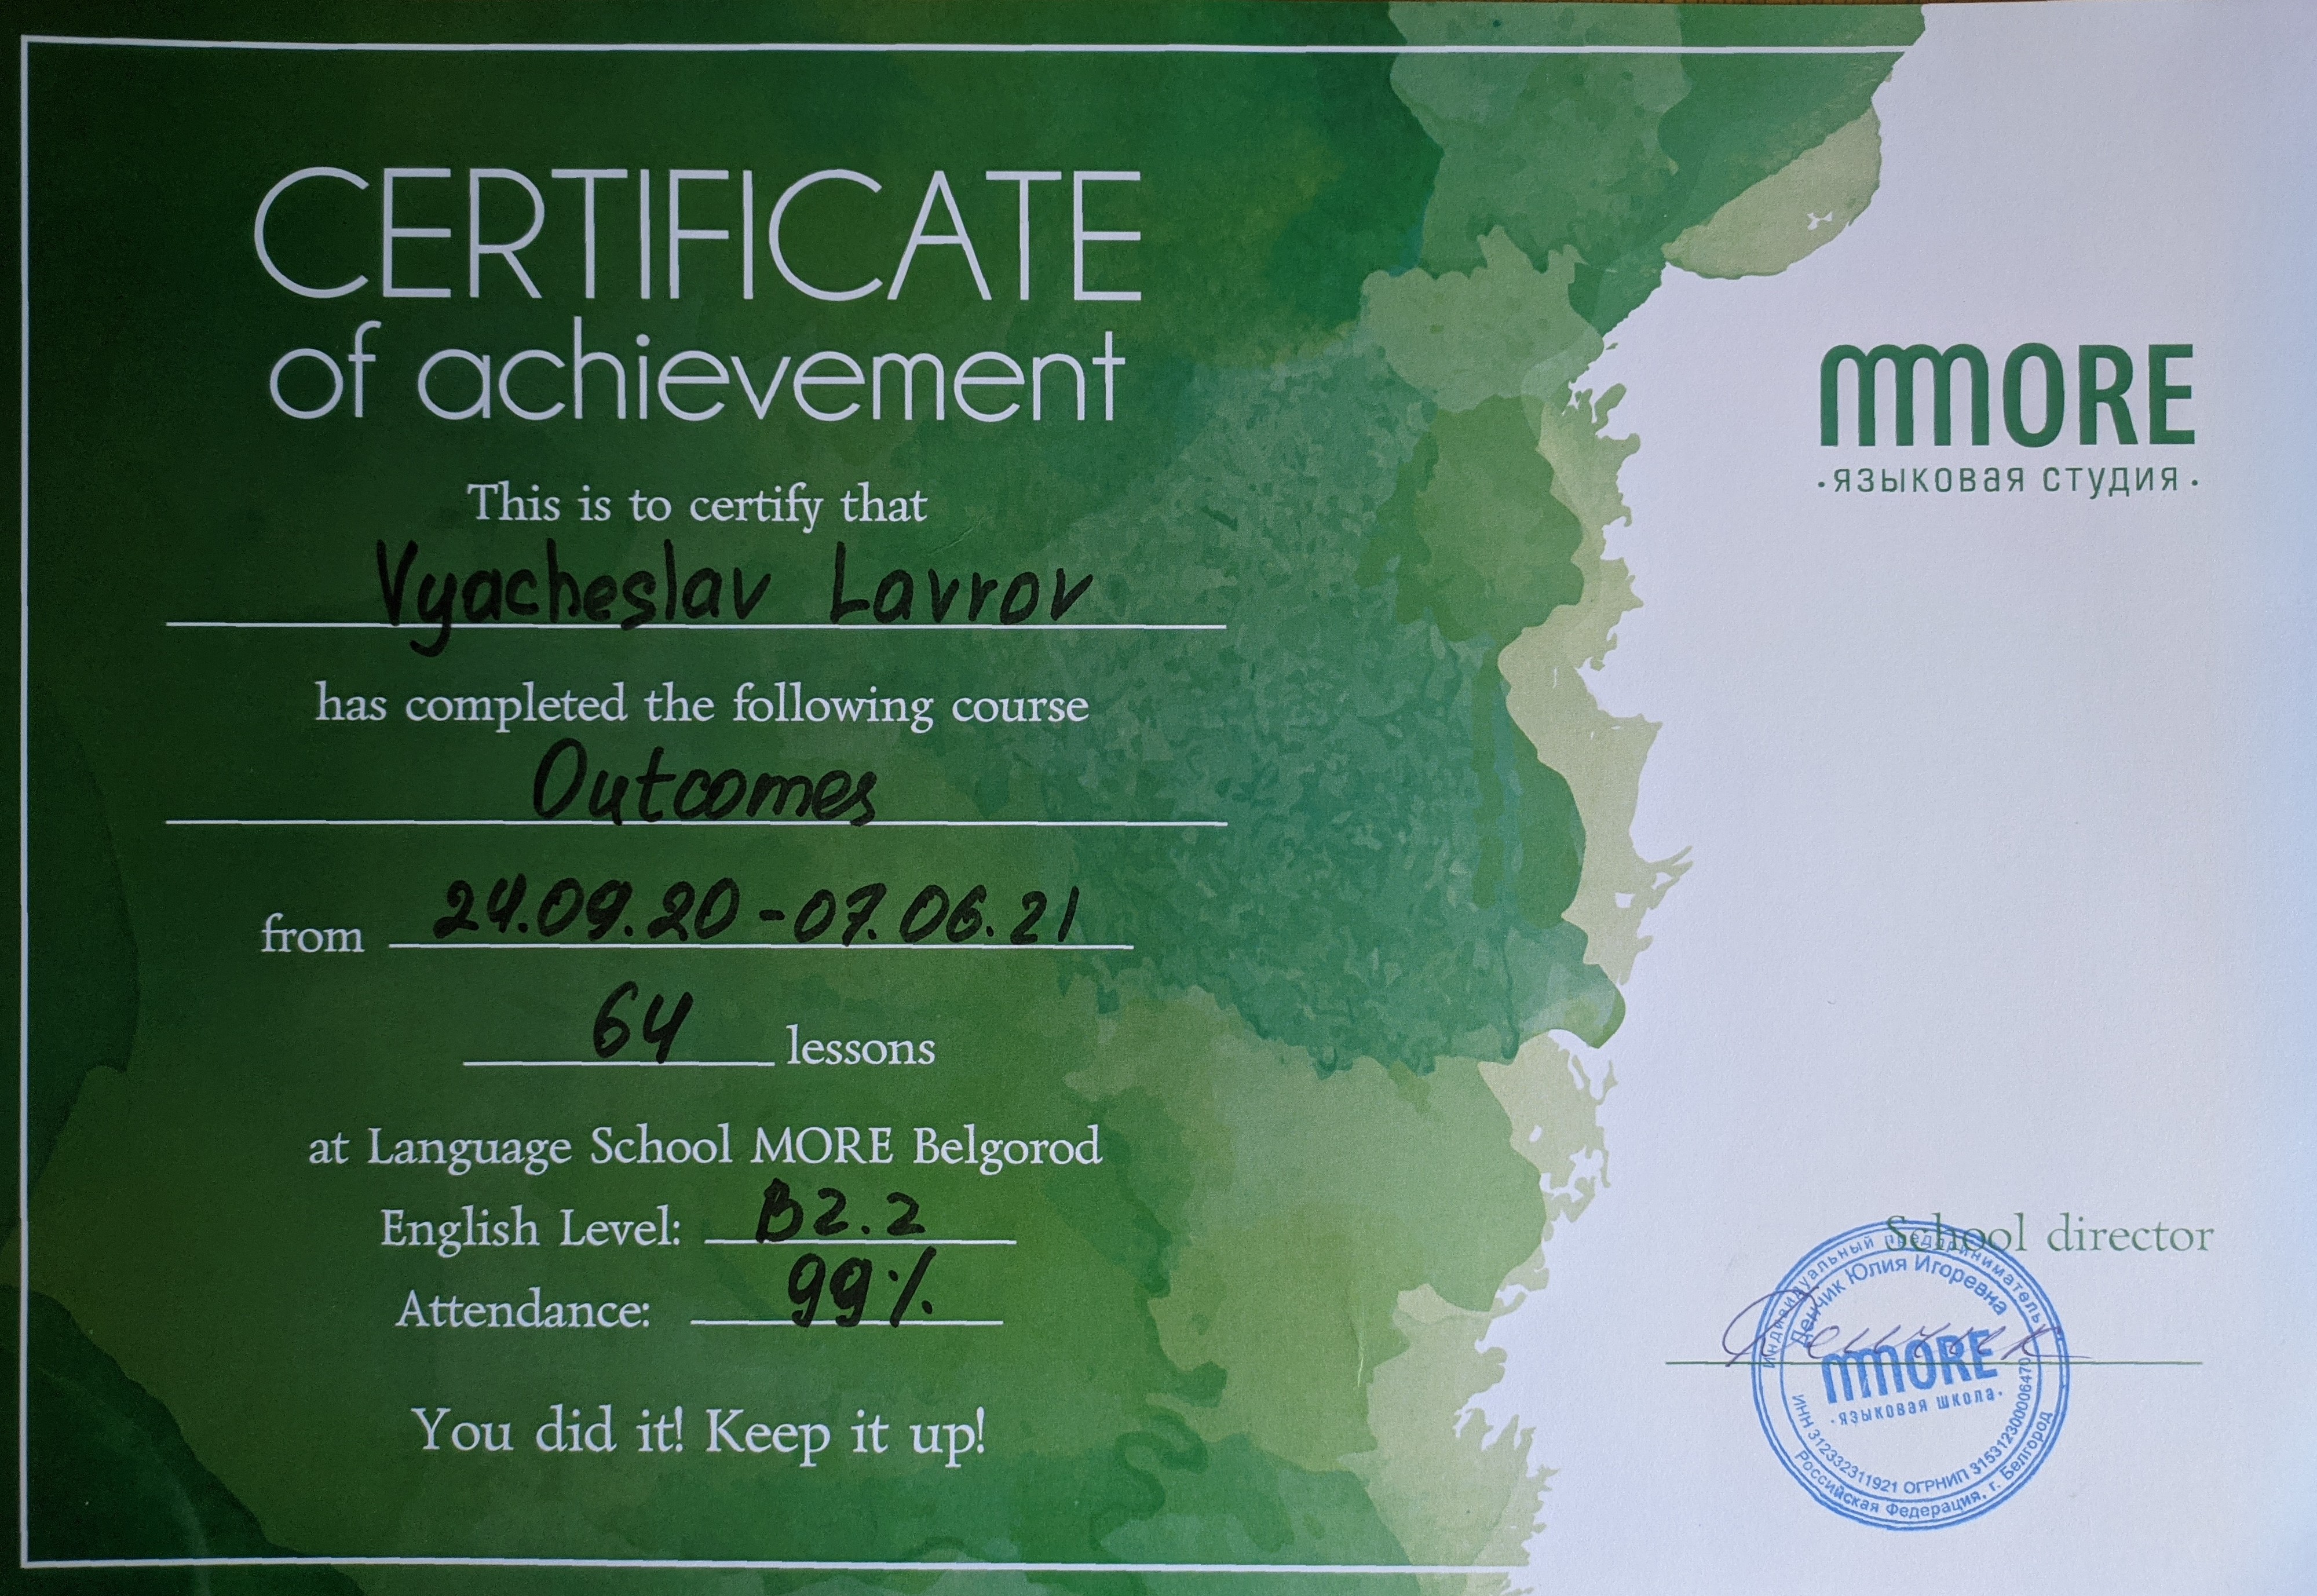 CERTIFICATE
of achievement
This is to certify that
Vyacheslav Lavrov
has completed the following course
Outcomes
from 24.09.20-07.06.21
64 lessons
at Language School MORE Belgorod
English Level: B2.2
Attendance: 99%
You did it! Keep it up!
MMORE
·ЯЗЫКОВАЯ СТУДИЯ·
School director
Индивидуальный предприниматель
Денчик Юлия Игоревна
MMORE
·ЯЗЫКОВАЯ ШКОЛА·
ИНН 312332311921 ОГРНИП 315312300006470
Российская Федерация, г. Белгород